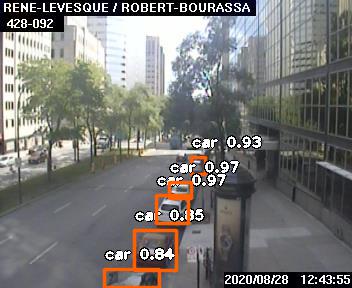 RENE-LEVESQUE / ROBERT-BOURASSA
428-092
car 0.93
car 0.97
car 0.97
car 0.85
car 0.84
2020/08/28 12:43:55